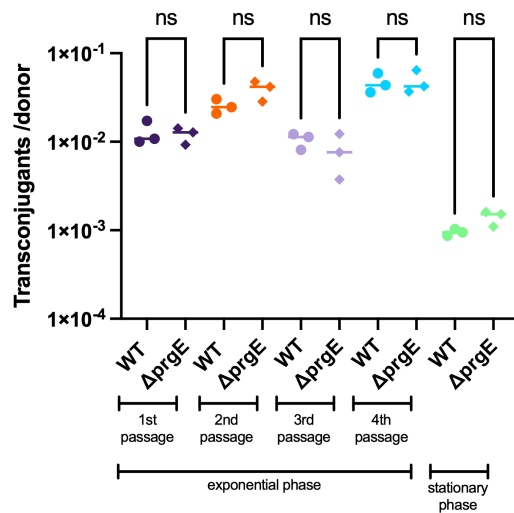 ns ns ns ns ns
Transconjugants /donor
1×10⁻¹
1×10⁻²
1×10⁻³
1×10⁻⁴
WT ΔprgE WT ΔprgE WT ΔprgE WT ΔprgE WT ΔprgE
1st passage
2nd passage
3rd passage
4th passage
exponential phase
stationary phase